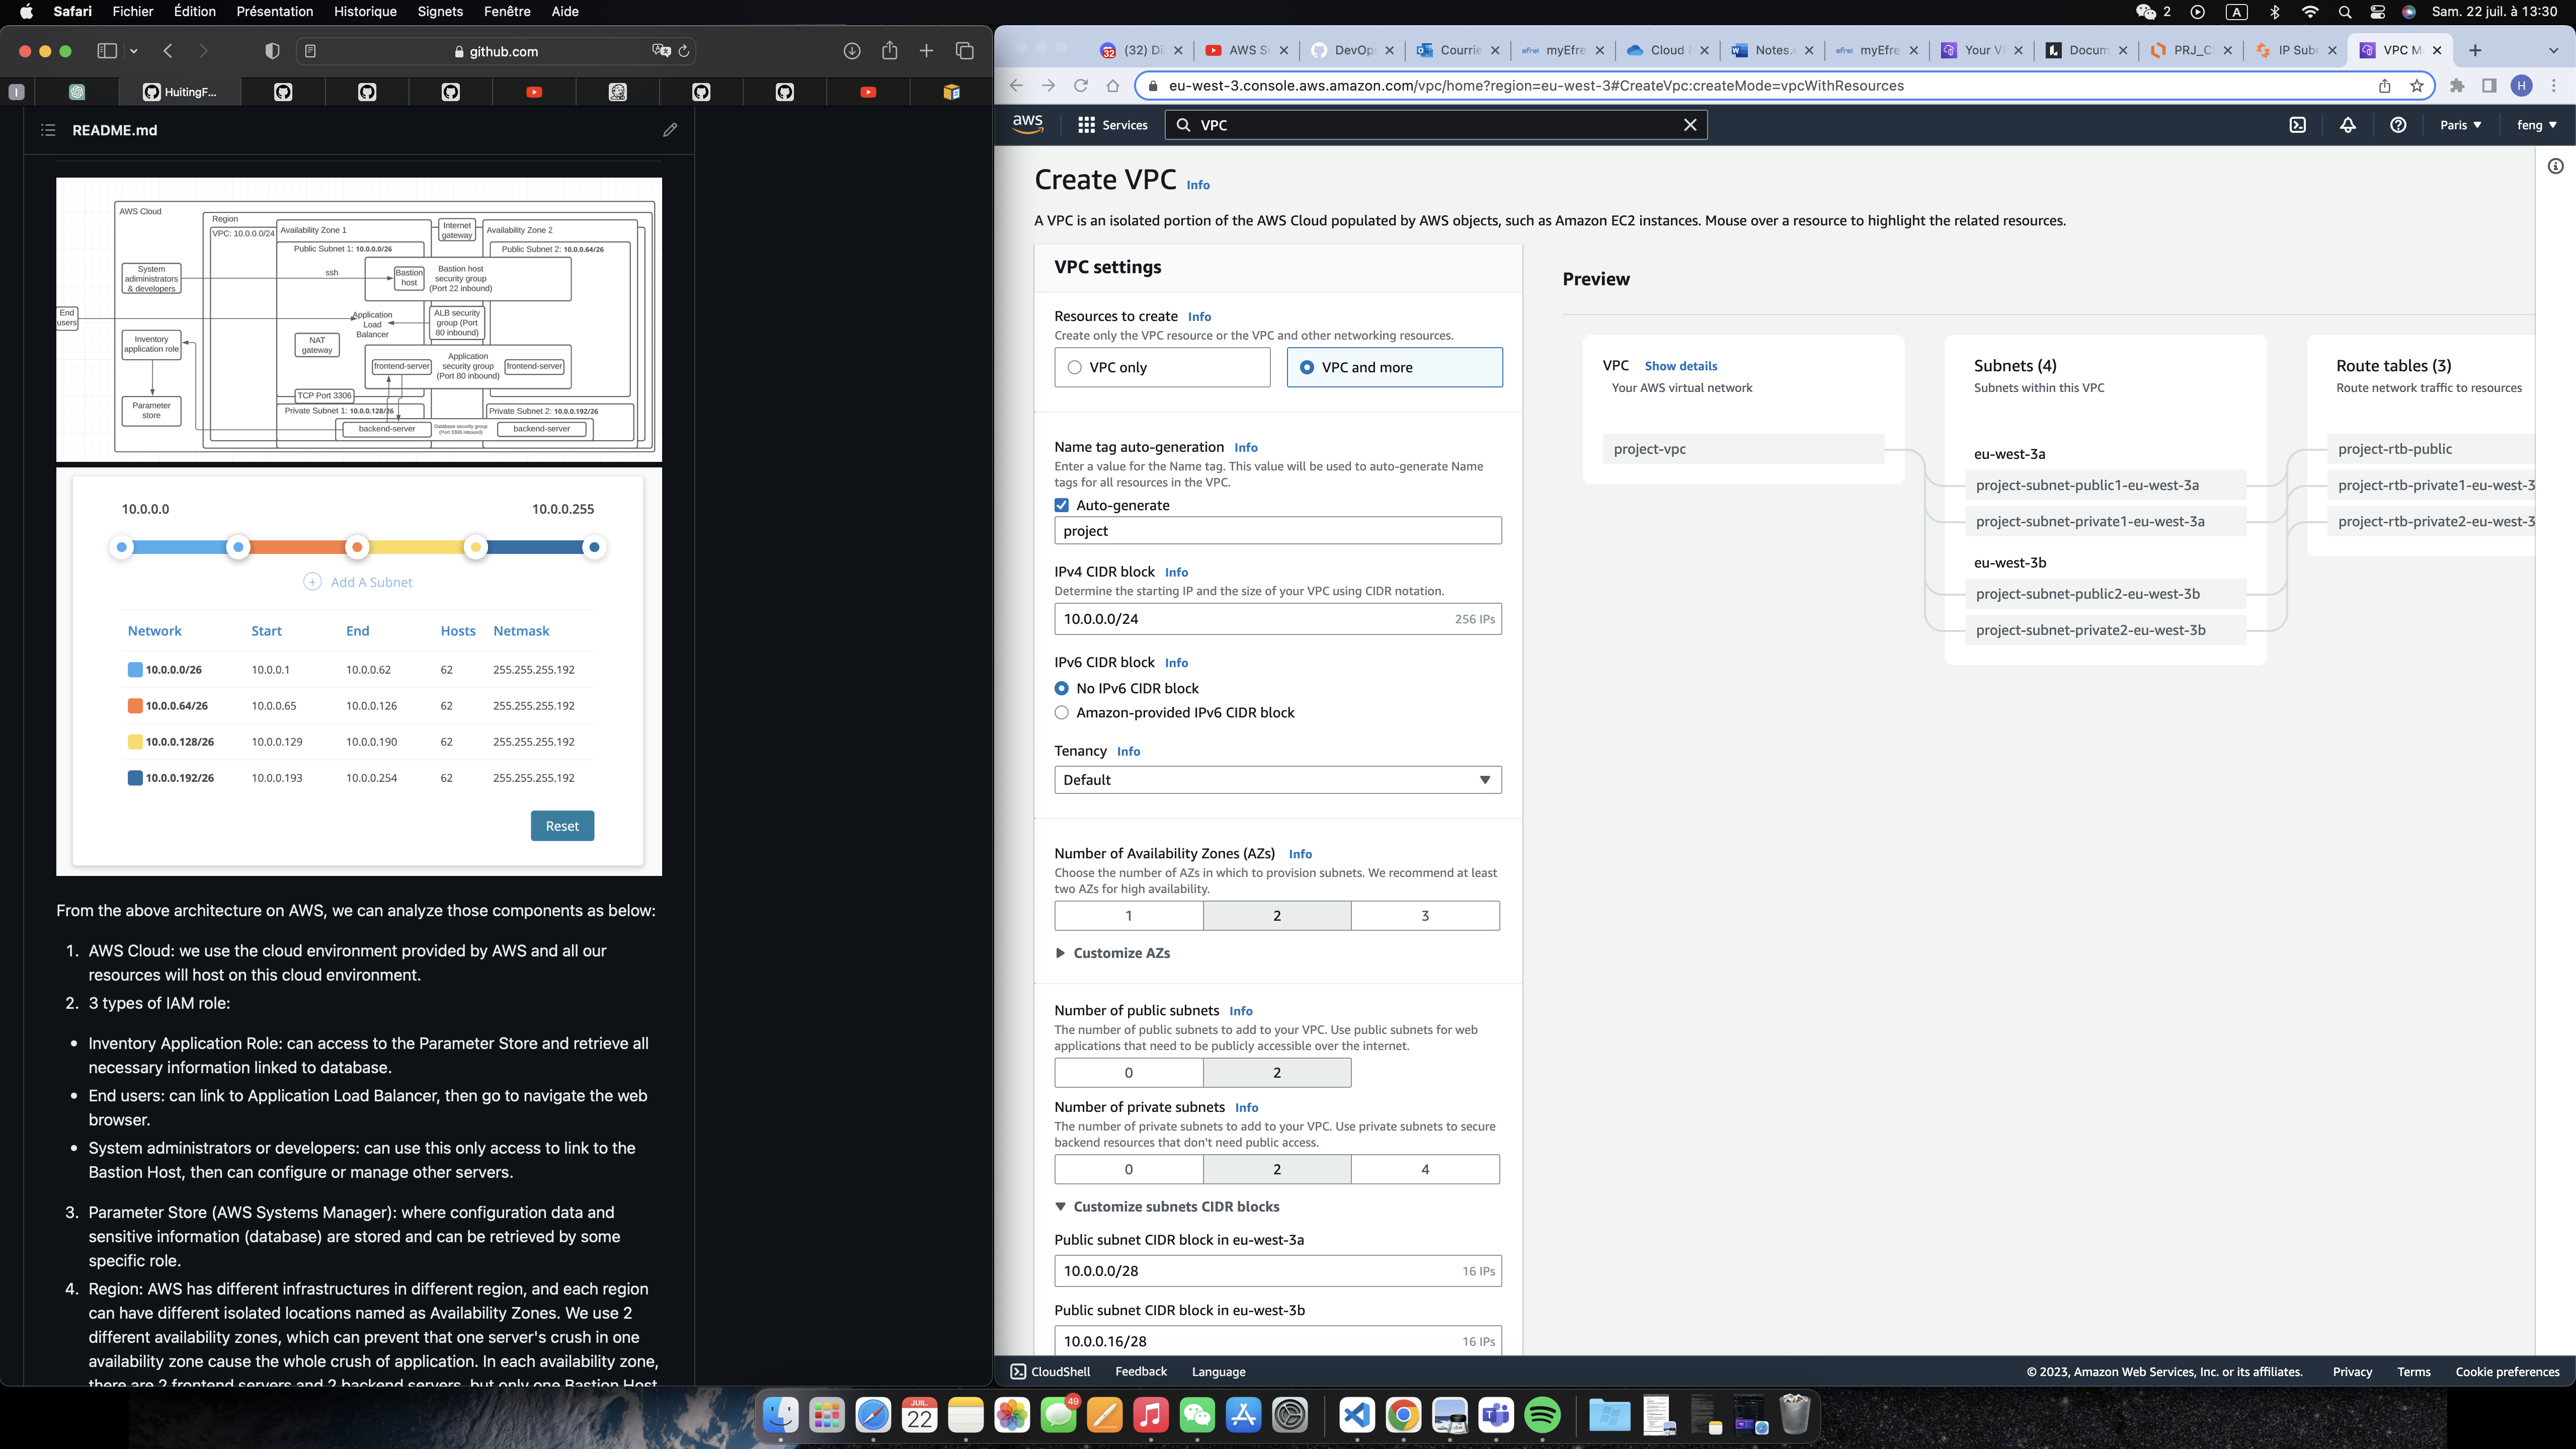 Safari Fichier Édition Présentation Historique Signets Fenêtre Aide
2 A Sam. 22 juil. à 13:30
github.com
HuitingF...
README.md
AWS Cloud
Region
VPC: 10.0.0.0/24
Availability Zone 1
Internet gateway
Availability Zone 2
Public Subnet 1: 10.0.0.0/26
Public Subnet 2: 10.0.0.64/26
System administrators & developers
ssh
Bastion host
Bastion host security group (Port 22 inbound)
End users
Application Load Balancer
ALB security group (Port 80 inbound)
Inventory application role
NAT gateway
frontend-server
Application security group (Port 80 inbound)
frontend-server
TCP Port 3306
Parameter store
Private Subnet 1: 10.0.0.128/26
Private Subnet 2: 10.0.0.192/26
backend-server
Database security group (Port 3306 inbound)
backend-server
10.0.0.0 10.0.0.255
Add A Subnet
Network Start End Hosts Netmask
10.0.0.0/26 10.0.0.1 10.0.0.62 62 255.255.255.192
10.0.0.64/26 10.0.0.65 10.0.0.126 62 255.255.255.192
10.0.0.128/26 10.0.0.129 10.0.0.190 62 255.255.255.192
10.0.0.192/26 10.0.0.193 10.0.0.254 62 255.255.255.192
Reset
From the above architecture on AWS, we can analyze those components as below:
1. AWS Cloud: we use the cloud environment provided by AWS and all our
resources will host on this cloud environment.
2. 3 types of IAM role:
• Inventory Application Role: can access to the Parameter Store and retrieve all
necessary information linked to database.
• End users: can link to Application Load Balancer, then go to navigate the web
browser.
• System administrators or developers: can use this only access to link to the
Bastion Host, then can configure or manage other servers.
3. Parameter Store (AWS Systems Manager): where configuration data and
sensitive information (database) are stored and can be retrieved by some
specific role.
4. Region: AWS has different infrastructures in different region, and each region
can have different isolated locations named as Availability Zones. We use 2
different availability zones, which can prevent that one server's crush in one
availability zone cause the whole crush of application. In each availability zone,
there are 2 frontend servers and 2 backend servers, but only one Bastion Host
(32) Di AWS S DevOp Courrie myEfre Cloud Notes. myEfre Your V Docum PRJ_C IP Subr VPC M
eu-west-3.console.aws.amazon.com/vpc/home?region=eu-west-3#CreateVpc:createMode=vpcWithResources
H
aws Services VPC Paris feng
Create VPC Info
A VPC is an isolated portion of the AWS Cloud populated by AWS objects, such as Amazon EC2 instances. Mouse over a resource to highlight the related resources.
VPC settings
Resources to create Info
Create only the VPC resource or the VPC and other networking resources.
VPC only VPC and more
Name tag auto-generation Info
Enter a value for the Name tag. This value will be used to auto-generate Name
tags for all resources in the VPC.
Auto-generate
project
IPv4 CIDR block Info
Determine the starting IP and the size of your VPC using CIDR notation.
10.0.0.0/24 256 IPs
IPv6 CIDR block Info
No IPv6 CIDR block
Amazon-provided IPv6 CIDR block
Tenancy Info
Default
Number of Availability Zones (AZs) Info
Choose the number of AZs in which to provision subnets. We recommend at least
two AZs for high availability.
1 2 3
Customize AZs
Number of public subnets Info
The number of public subnets to add to your VPC. Use public subnets for web
applications that need to be publicly accessible over the internet.
0 2
Number of private subnets Info
The number of private subnets to add to your VPC. Use private subnets to secure
backend resources that don't need public access.
0 2 4
Customize subnets CIDR blocks
Public subnet CIDR block in eu-west-3a
10.0.0.0/28 16 IPs
Public subnet CIDR block in eu-west-3b
10.0.0.16/28 16 IPs
Preview
VPC Show details
Your AWS virtual network
project-vpc
Subnets (4)
Subnets within this VPC
eu-west-3a
project-subnet-public1-eu-west-3a
project-subnet-private1-eu-west-3a
eu-west-3b
project-subnet-public2-eu-west-3b
project-subnet-private2-eu-west-3b
Route tables (3)
Route network traffic to resources
project-rtb-public
project-rtb-private1-eu-west-3
project-rtb-private2-eu-west-3
CloudShell Feedback Language © 2023, Amazon Web Services, Inc. or its affiliates. Privacy Terms Cookie preferences
JUIL. 22
49